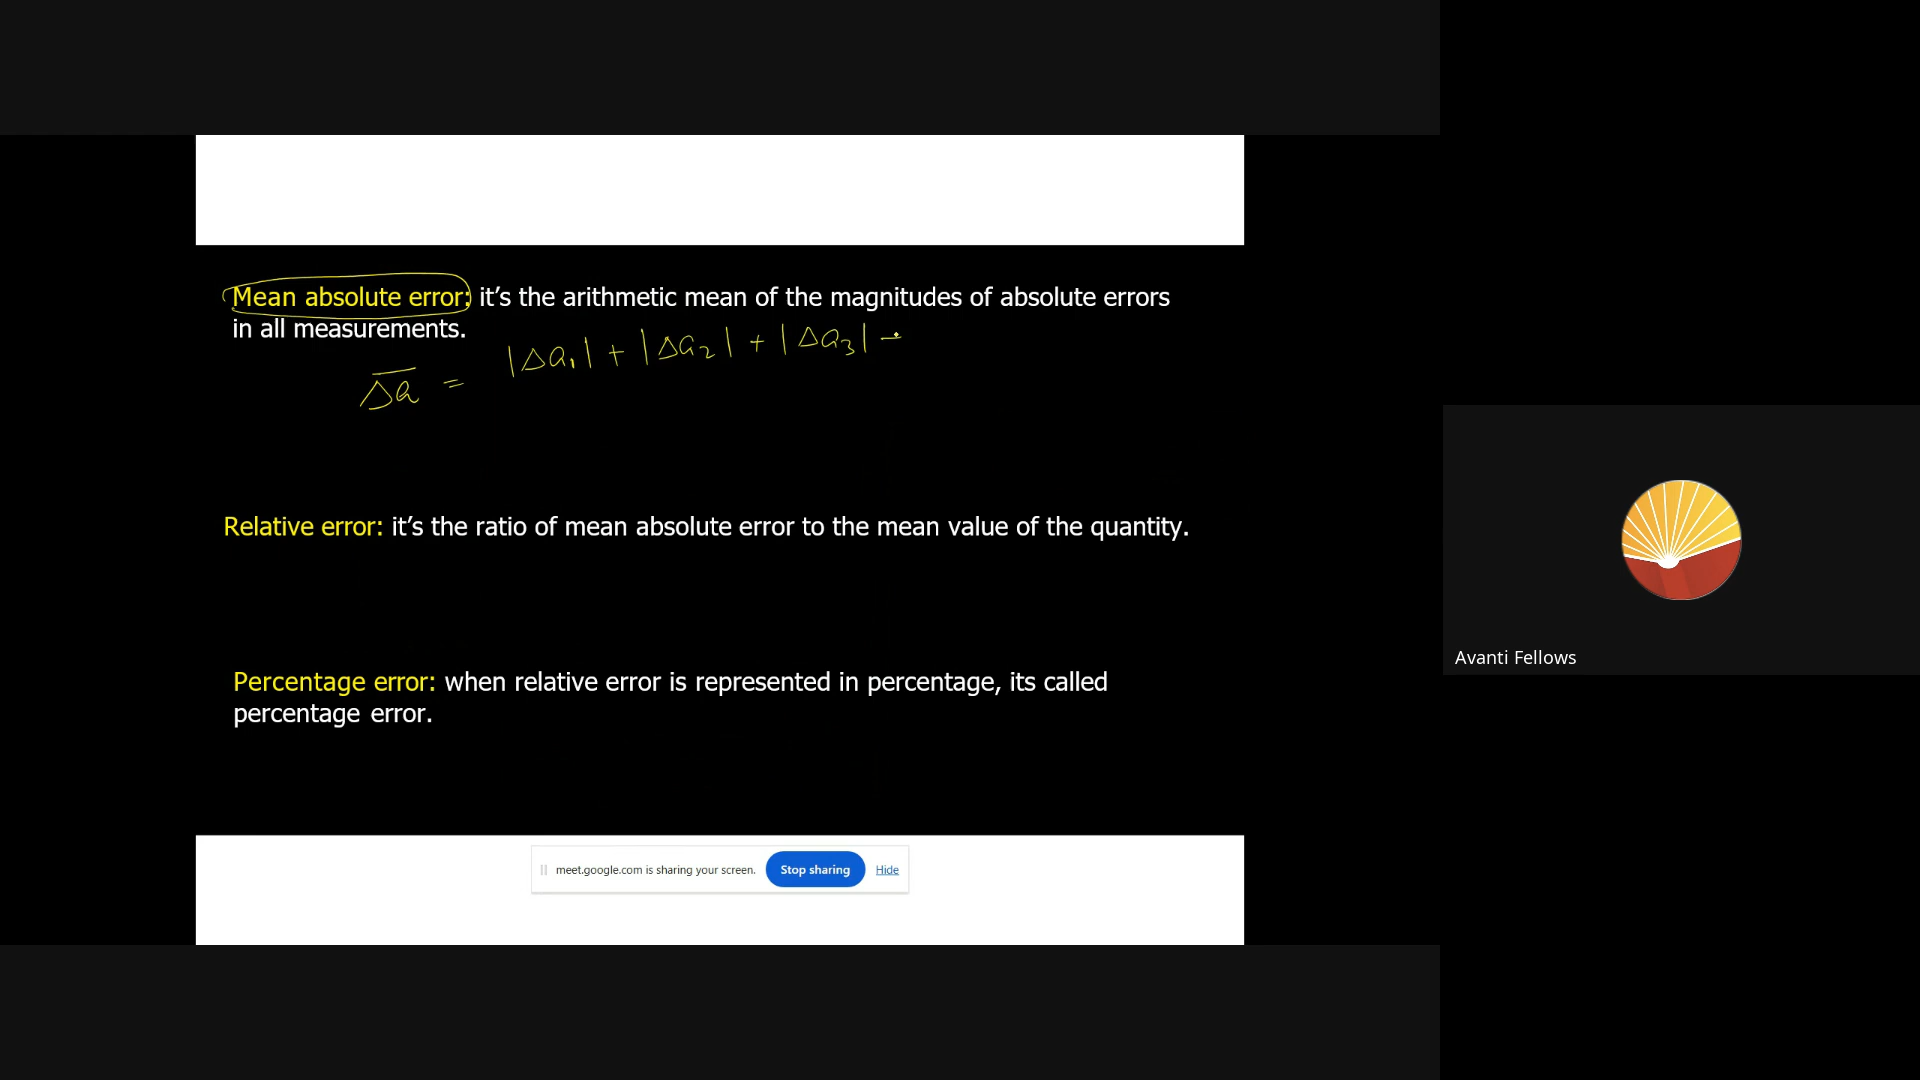 Mean absolute error: it’s the arithmetic mean of the magnitudes of absolute errors
in all measurements.
Δa̅ = |Δa₁| + |Δa₂| + |Δa₃| +
Relative error: it’s the ratio of mean absolute error to the mean value of the quantity.
Percentage error: when relative error is represented in percentage, its called
percentage error.
Avanti Fellows
meet.google.com is sharing your screen. Stop sharing Hide